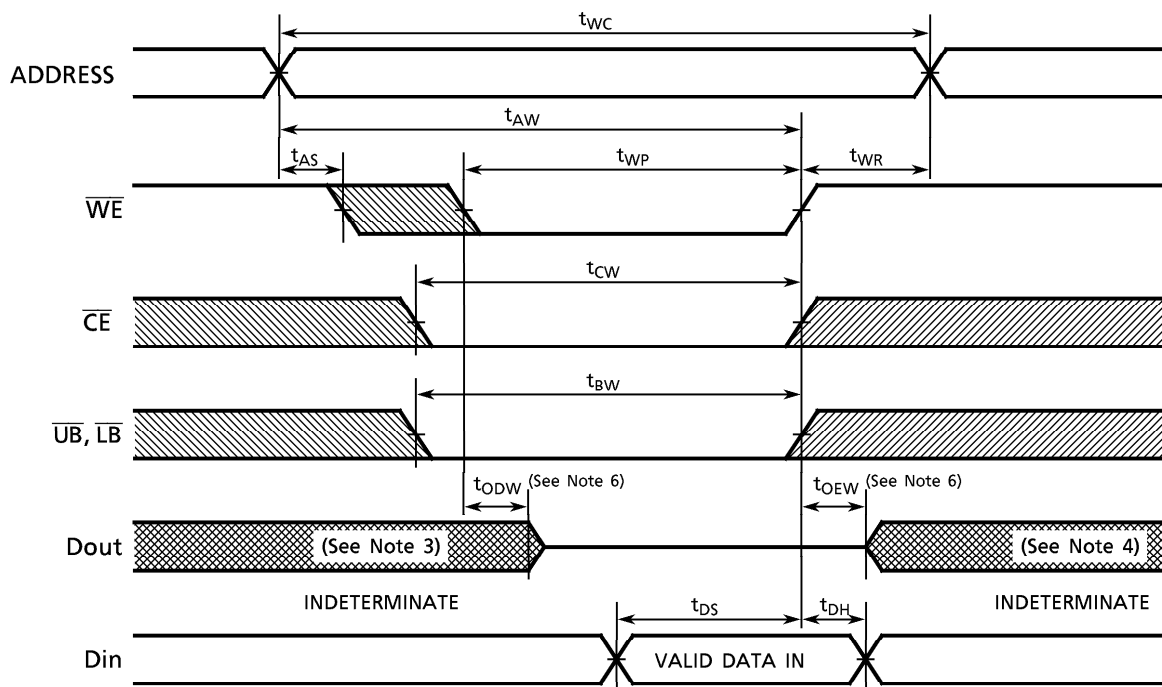 tWC
ADDRESS
tAW
tAS tWP tWR
WE
tCW
CE
tBW
UB, LB
tODW (See Note 6) tOEW (See Note 6)
Dout (See Note 3) (See Note 4)
INDETERMINATE INDETERMINATE
tDS tDH
Din VALID DATA IN